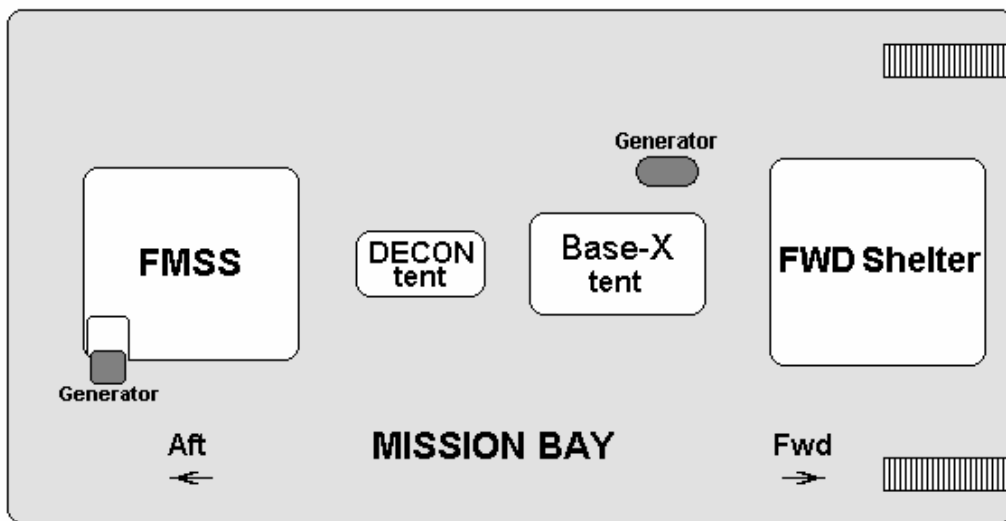 Generator
FMSS
DECON
tent
Base-X
tent
FWD Shelter
Generator
Aft
MISSION BAY
Fwd